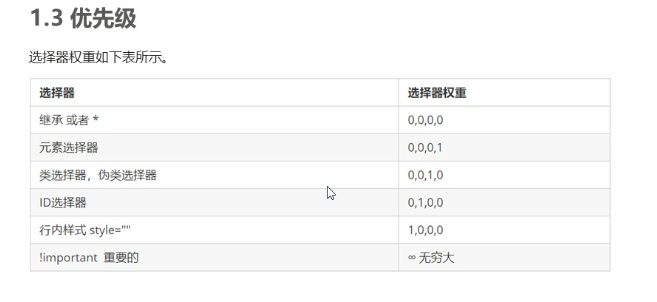 1.3 优先级
选择器权重如下表所示。
选择器 选择器权重
继承 或者 * 0,0,0,0
元素选择器 0,0,0,1
类选择器，伪类选择器 0,0,1,0
ID选择器 0,1,0,0
行内样式 style="" 1,0,0,0
!important 重要的 ∞ 无穷大